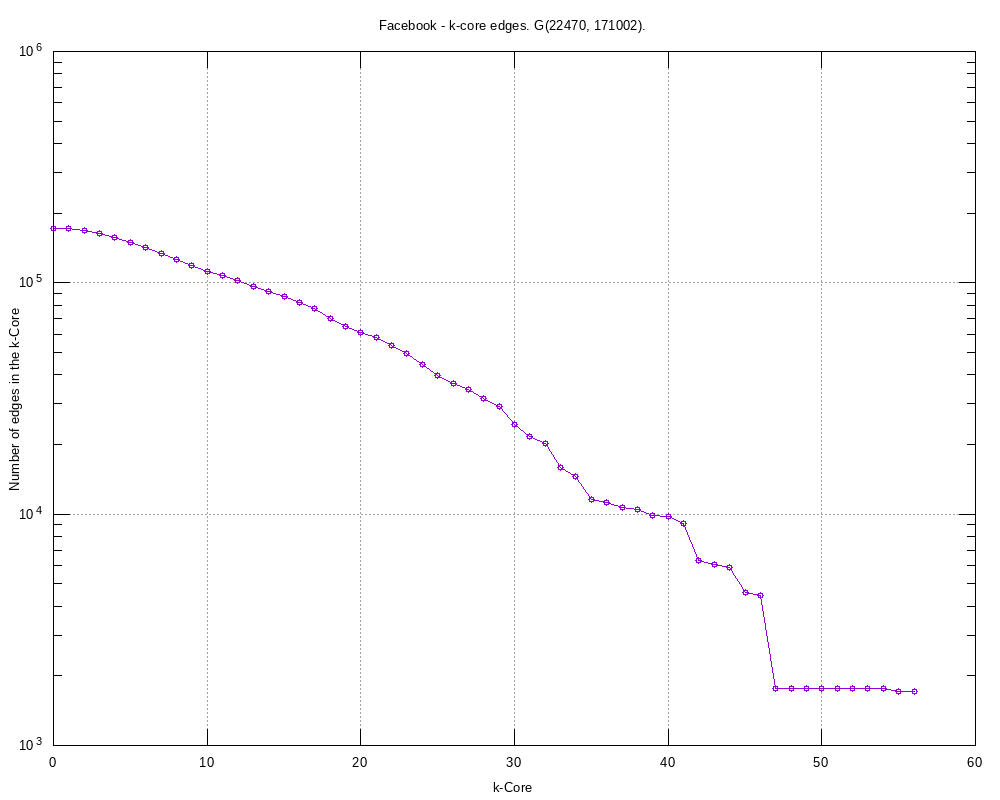 Facebook - k-core edges. G(22470, 171002).
10^6
10^5
10^4
10^3
Number of edges in the k-Core
0 10 20 30 40 50 60
k-Core